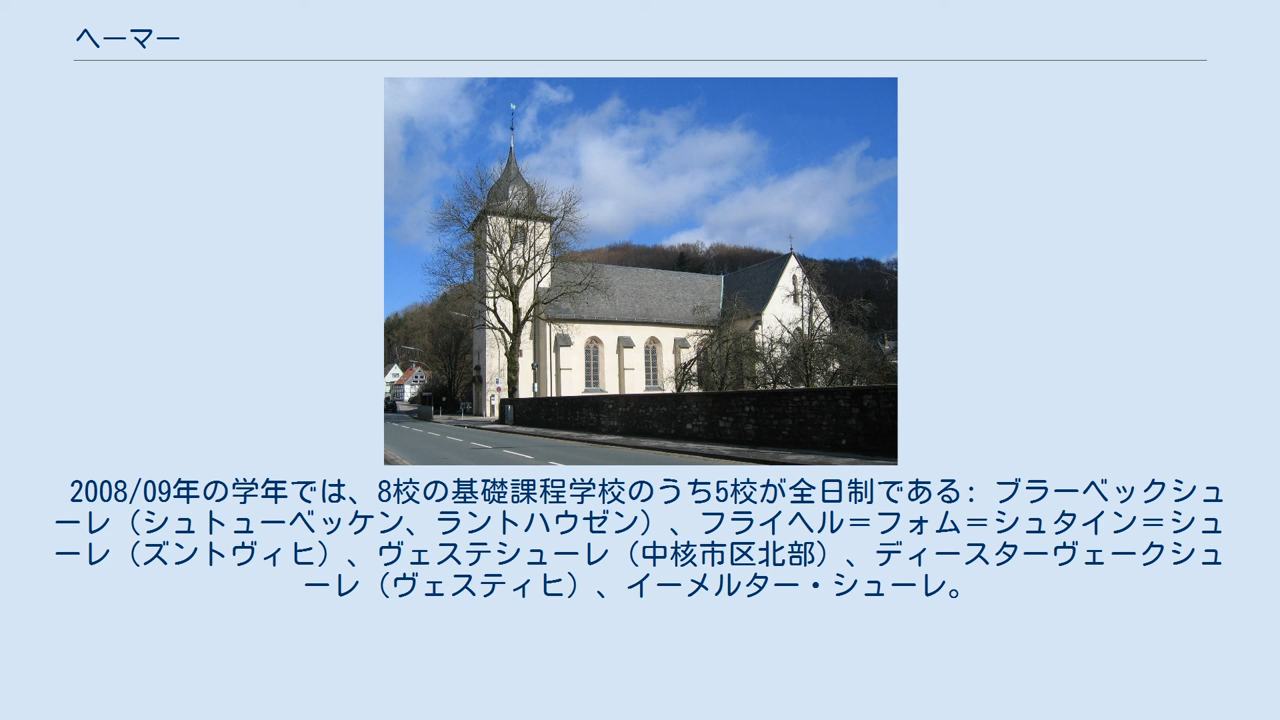 ヘーマー
2008/09年の学年では、8校の基礎課程学校のうち5校が全日制である: ブラーベックシュ
ーレ（シュトューベッケン、ラントハウゼン）、フライヘル＝フォム＝シュタイン＝シュ
ーレ（ズントヴィヒ）、ヴェステシューレ（中核市区北部）、ディースターヴェークシュ
ーレ（ヴェスティヒ）、イーメルター・シューレ。